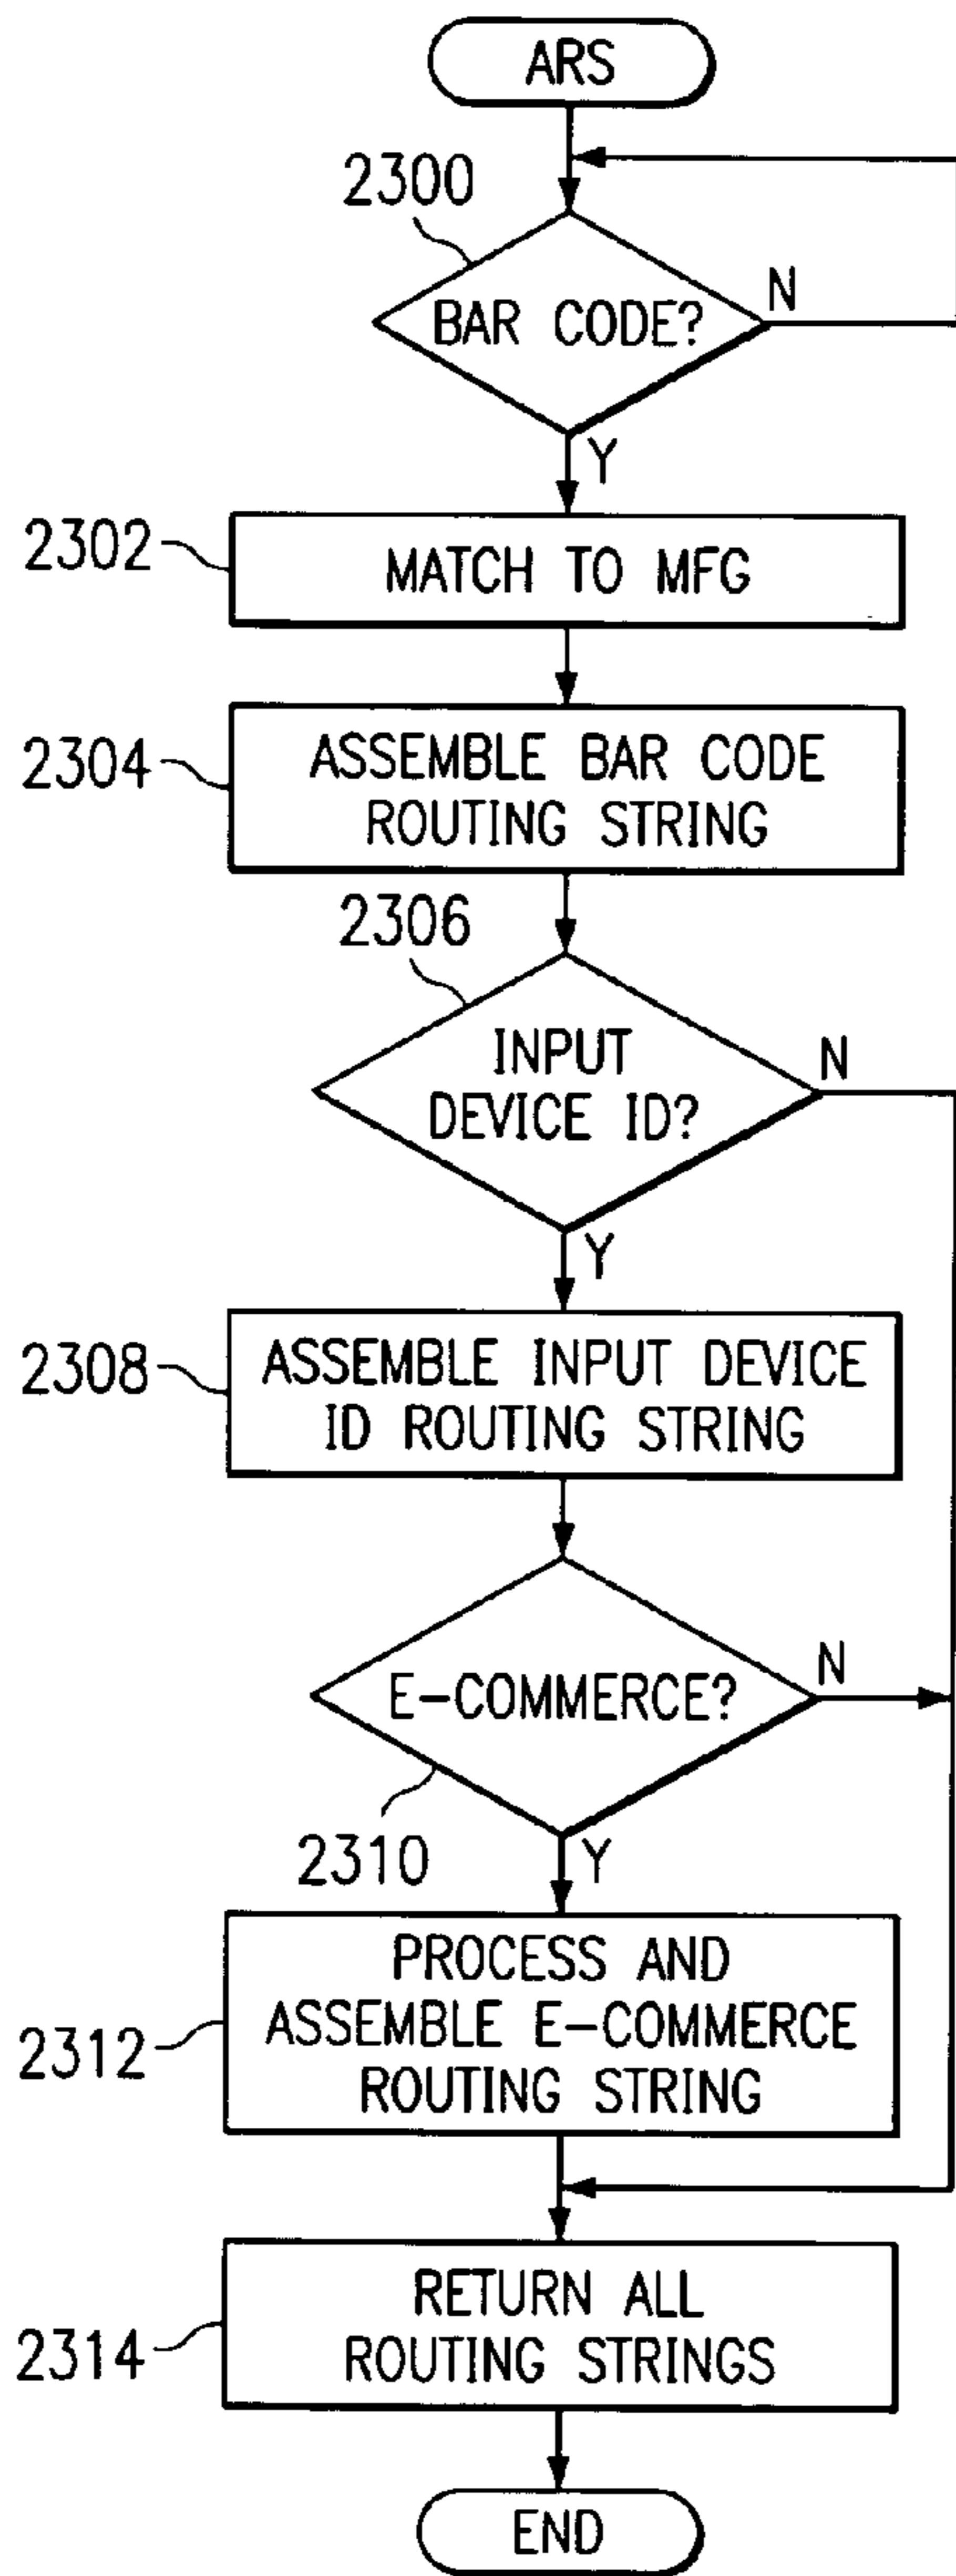 ARS
2300
BAR CODE?
N
Y
2302
MATCH TO MFG
2304
ASSEMBLE BAR CODE
ROUTING STRING
2306
INPUT
DEVICE ID?
N
Y
2308
ASSEMBLE INPUT DEVICE
ID ROUTING STRING
E-COMMERCE?
N
2310
Y
2312
PROCESS AND
ASSEMBLE E-COMMERCE
ROUTING STRING
2314
RETURN ALL
ROUTING STRINGS
END